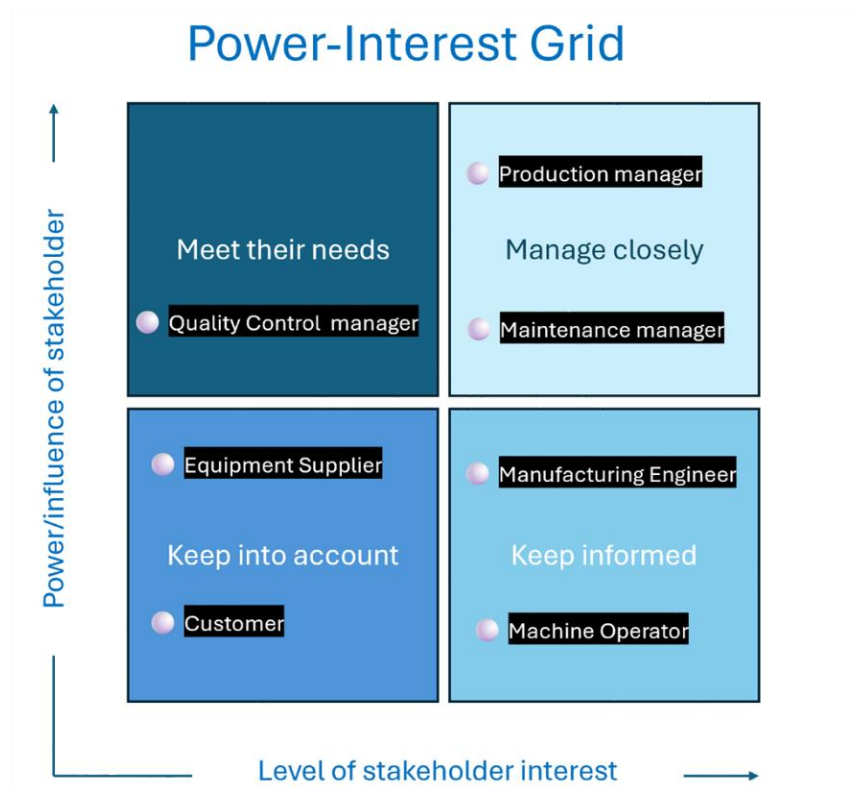 Power-Interest Grid
Power/influence of stakeholder
Meet their needs
Quality Control  manager
Production manager
Manage closely
Maintenance manager
Equipment Supplier
Keep into account
Customer
Manufacturing Engineer
Keep informed
Machine Operator
Level of stakeholder interest